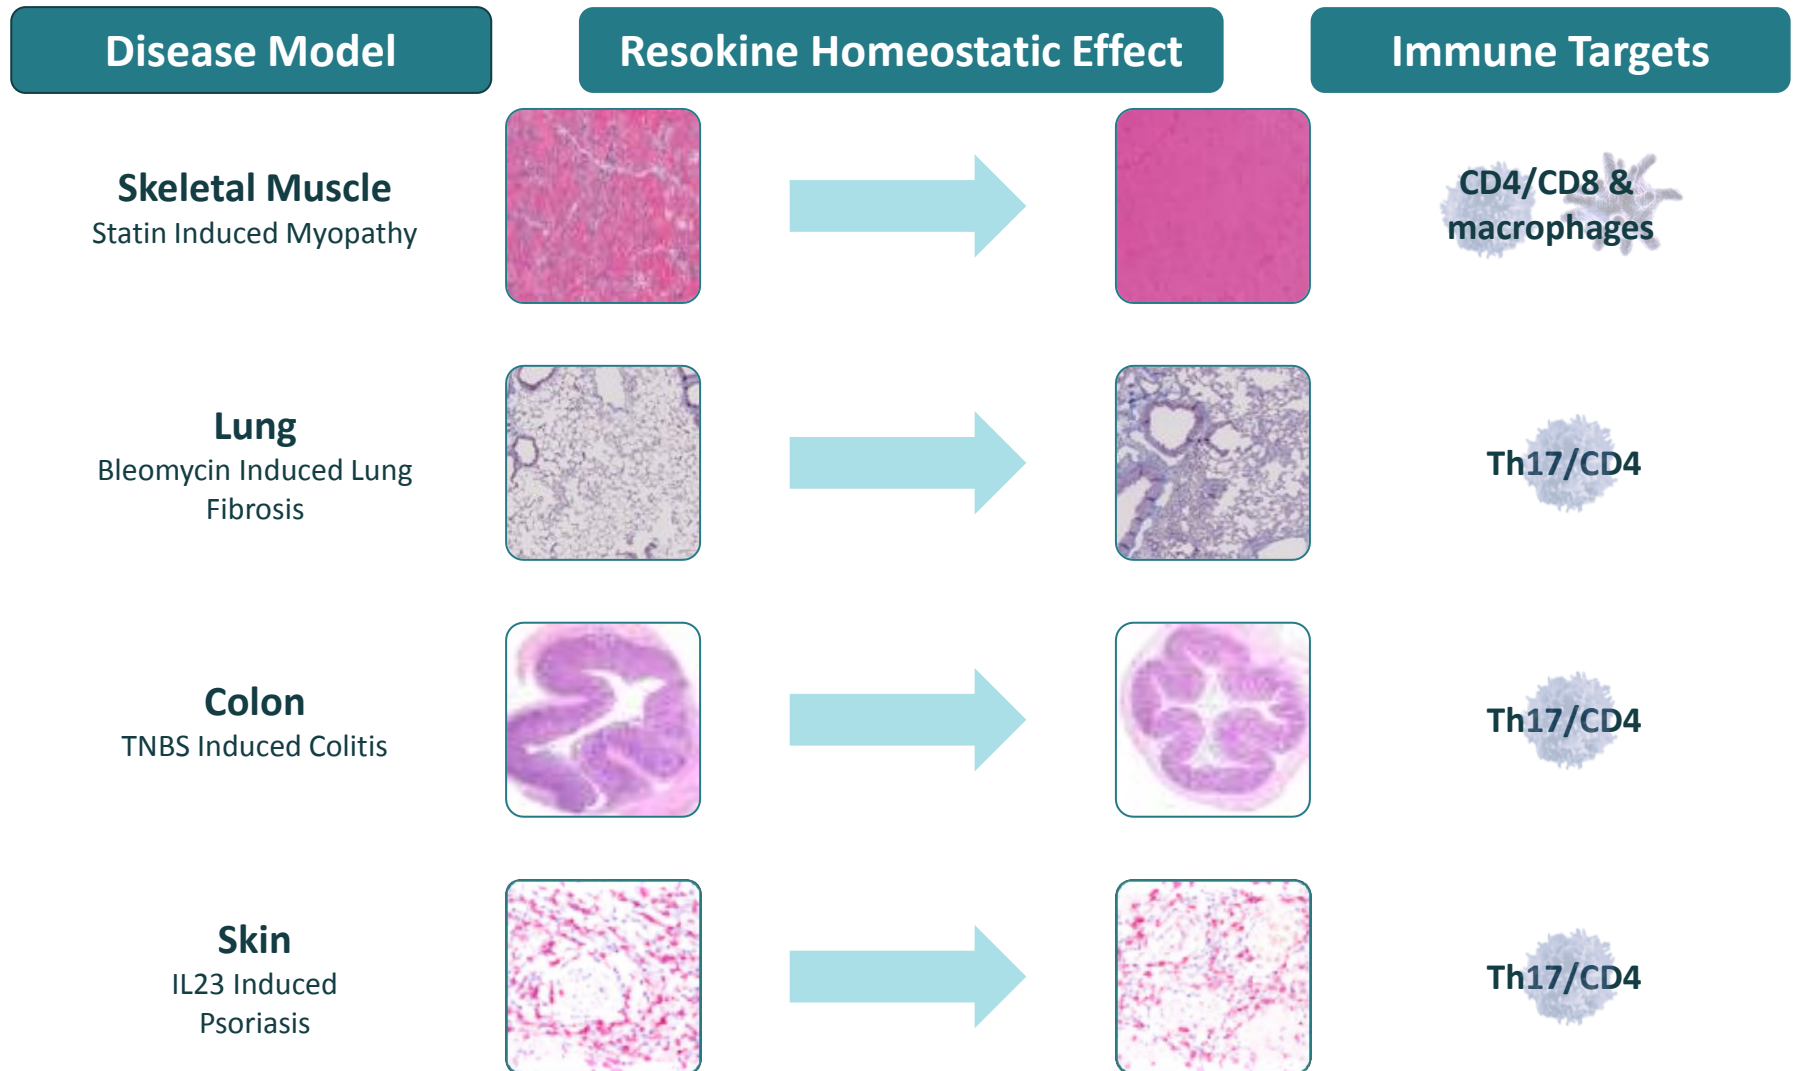 Disease Model
Resokine Homeostatic Effect
Immune Targets
Skeletal Muscle
Statin Induced Myopathy
CD4/CD8 &
macrophages
Lung
Bleomycin Induced Lung
Fibrosis
Th17/CD4
Colon
TNBS Induced Colitis
Th17/CD4
Skin
IL23 Induced
Psoriasis
Th17/CD4